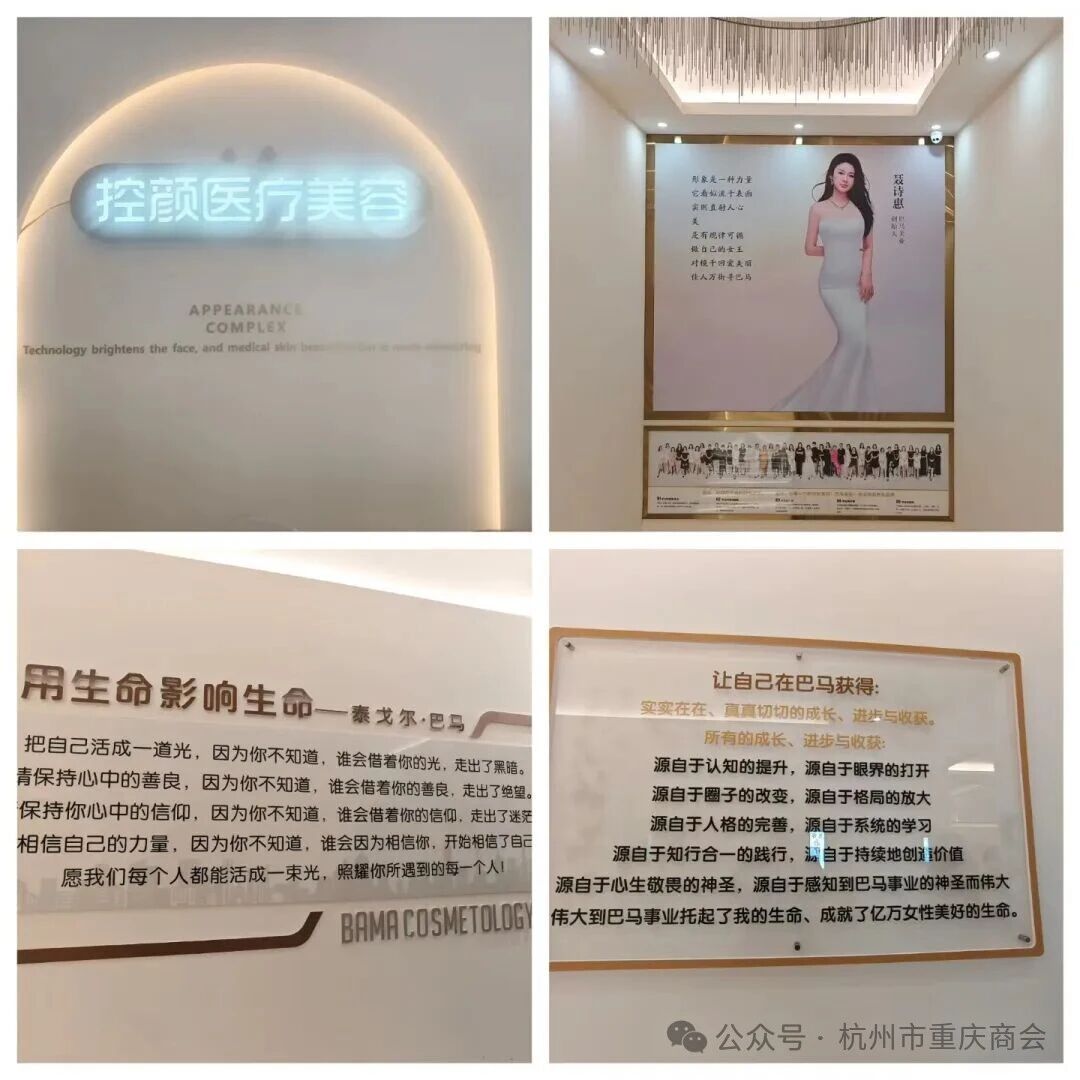 控颜医疗美容
APPEARANCE
COMPLEX
Technology brightens the face, and medical skin
形象是一种力量
它看似流于表面
实则直射人心
美
是有规律可循
做自己的女王
对镜千回爱美丽
佳人万街寻巴马
聂诗惠
巴马美业
创始人
用生命影响生命——泰戈尔·巴马
把自己活成一道光，因为你不知道，谁会借着你的光，走出了黑暗。
请保持心中的善良，因为你不知道，谁会借着你的善良，走出了绝望。
保持你心中的信仰，因为你不知道，谁会借着你的信仰，走出了迷茫
相信自己的力量，因为你不知道，谁会因为相信你，开始相信了自己
愿我们每个人都能活成一束光，照耀你所遇到的每一个人！
BAMA COSMETOLOGY
让自己在巴马获得：
实实在在、真真切切的成长、进步与收获。
所有的成长、进步与收获：
源自于认知的提升，源自于眼界的打开
源自于圈子的改变，源自于格局的放大
源自于人格的完善，源自于系统的学习
源自于知行合一的践行，源自于持续地创造价值
源自于心生敬畏的神圣，源自于感知到巴马事业的神圣而伟大
伟大到巴马事业托起了我的生命、成就了亿万女性美好的生命。
公众号·杭州市重庆商会